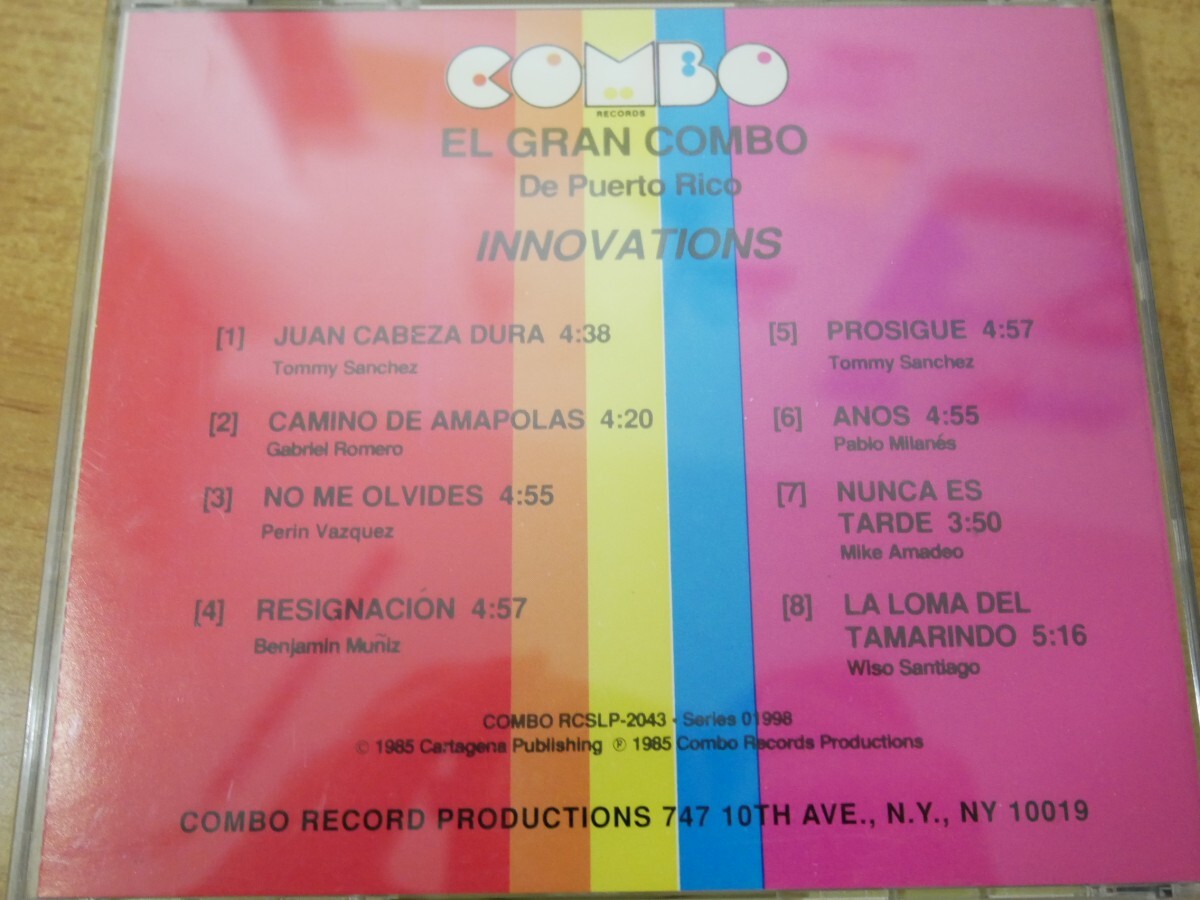 COMBO
RECORDS
EL GRAN COMBO
De Puerto Rico
INNOVATIONS
[1] JUAN CABEZA DURA 4:38
Tommy Sanchez
[2] CAMINO DE AMAPOLAS 4:20
Gabriel Romero
[3] NO ME OLVIDES 4:55
Perin Vazquez
[4] RESIGNACIÓN 4:57
Benjamin Muñiz
[5] PROSIGUE 4:57
Tommy Sanchez
[6] ANOS 4:55
Pablo Milanés
[7] NUNCA ES
TARDE 3:50
Mike Amadeo
[8] LA LOMA DEL
TAMARINDO 5:16
Wiso Santiago
COMBO RCSLP-2043 • Series 01998
© 1985 Cartagena Publishing ℗ 1985 Combo Records Productions
COMBO RECORD PRODUCTIONS 747 10TH AVE., N.Y., NY 10019